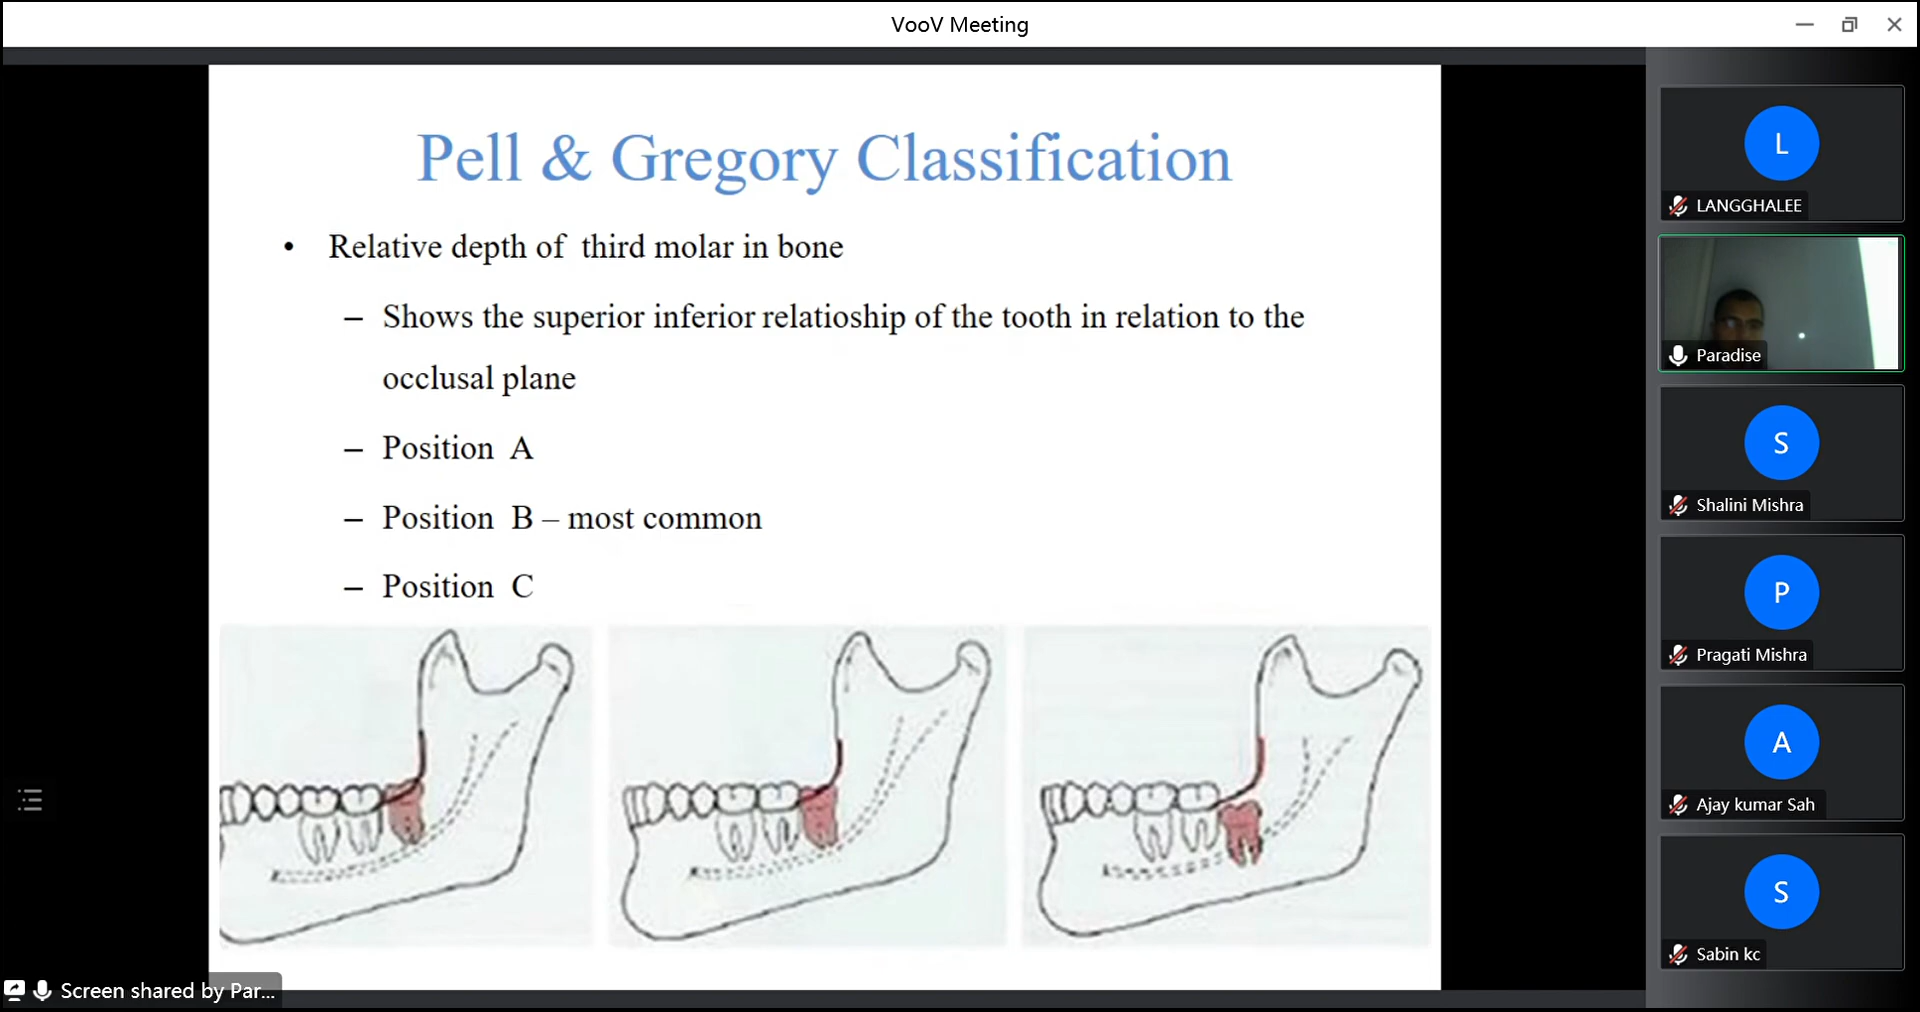 VooV Meeting
Pell & Gregory Classification
• Relative depth of third molar in bone
– Shows the superior inferior relatioship of the tooth in relation to the
occlusal plane
– Position A
– Position B – most common
– Position C
L
LANGGHALEE
Paradise
S
Shalini Mishra
P
Pragati Mishra
A
Ajay kumar Sah
S
Sabin kc
Screen shared by Par...